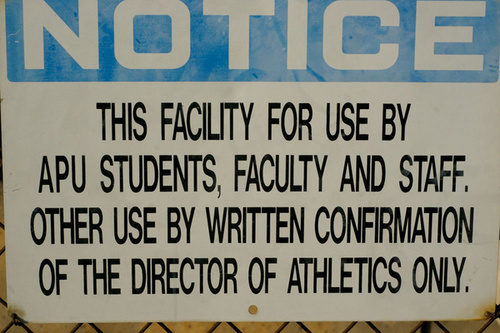 NOTICE
THIS FACILITY FOR USE BY
APU STUDENTS, FACULTY AND STAFF.
OTHER USE BY WRITTEN CONFIRMATION
OF THE DIRECTOR OF ATHLETICS ONLY.